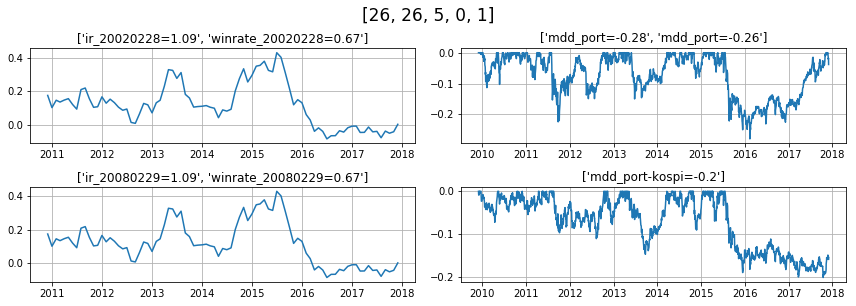 [26, 26, 5, 0, 1]
['ir_20020228=1.09', 'winrate_20020228=0.67']
['mdd_port=-0.28', 'mdd_port=-0.26']
0.4
0.2
0.0
2011 2012 2013 2014 2015 2016 2017 2018
0.0
−0.1
−0.2
2010 2011 2012 2013 2014 2015 2016 2017 2018
['ir_20080229=1.09', 'winrate_20080229=0.67']
['mdd_port-kospi=-0.2']
0.4
0.2
0.0
2011 2012 2013 2014 2015 2016 2017 2018
0.0
−0.1
−0.2
2010 2011 2012 2013 2014 2015 2016 2017 2018